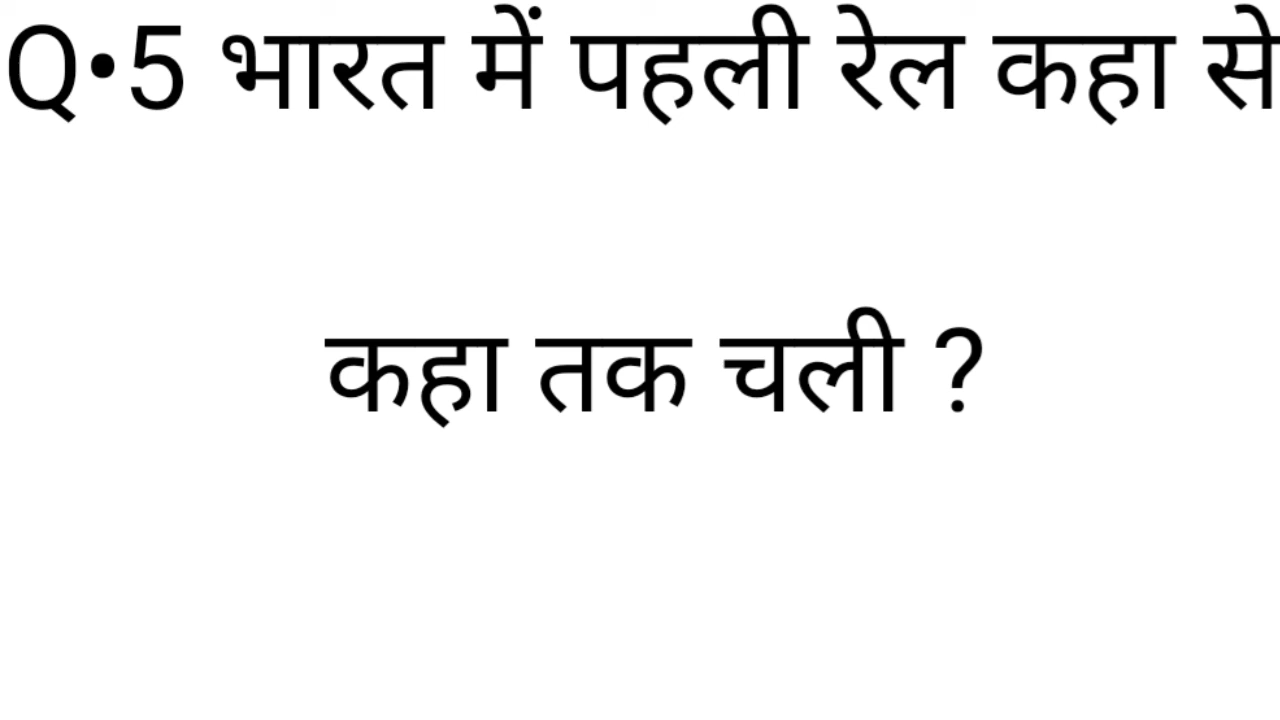 Q•5 भारत में पहली रेल कहा से
कहा तक चली ?